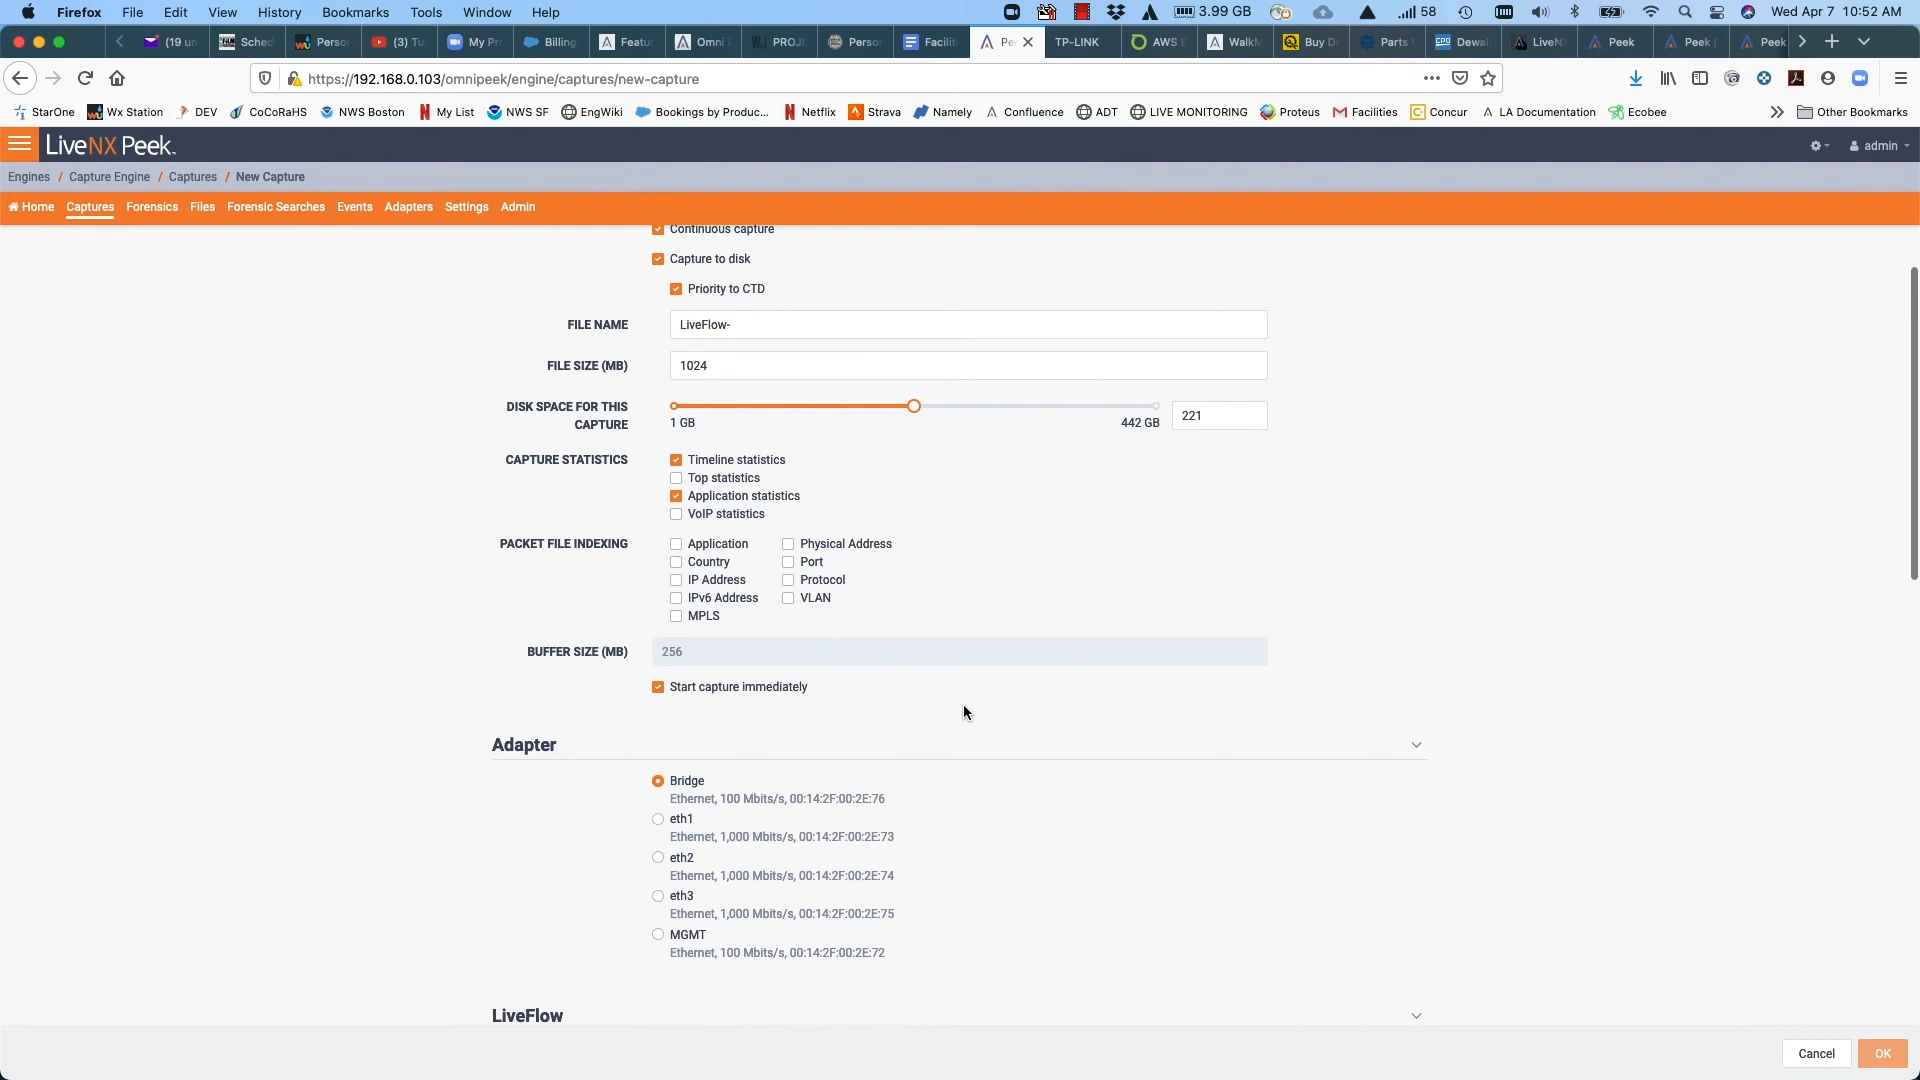 Firefox File Edit View History Bookmarks Tools Window Help 3.99 GB 58 Wed Apr 7 10:52 AM
(19 un Sched Perso (3) Tu My Pr Billing Featur Omni PROJE Perso Faciliti Pe TP-LINK AWS E WalkM Buy D Parts Dewal LiveN Peek Peek Peek
https://192.168.0.103/omnipeek/engine/captures/new-capture
StarOne Wx Station DEV CoCoRaHS NWS Boston My List NWS SF EngWiki Bookings by Produc... Netflix Strava Namely Confluence ADT LIVE MONITORING Proteus Facilities Concur LA Documentation Ecobee Other Bookmarks
LiveNX Peek admin
Engines / Capture Engine / Captures / New Capture
Home Captures Forensics Files Forensic Searches Events Adapters Settings Admin
Continuous capture
Capture to disk
Priority to CTD
FILE NAME LiveFlow-
FILE SIZE (MB) 1024
DISK SPACE FOR THIS
CAPTURE 1 GB 442 GB 221
CAPTURE STATISTICS Timeline statistics
Top statistics
Application statistics
VoIP statistics
PACKET FILE INDEXING Application Physical Address
Country Port
IP Address Protocol
IPv6 Address VLAN
MPLS
BUFFER SIZE (MB) 256
Start capture immediately
Adapter
Bridge
Ethernet, 100 Mbits/s, 00:14:2F:00:2E:76
eth1
Ethernet, 1,000 Mbits/s, 00:14:2F:00:2E:73
eth2
Ethernet, 1,000 Mbits/s, 00:14:2F:00:2E:74
eth3
Ethernet, 1,000 Mbits/s, 00:14:2F:00:2E:75
MGMT
Ethernet, 100 Mbits/s, 00:14:2F:00:2E:72
LiveFlow
Cancel OK